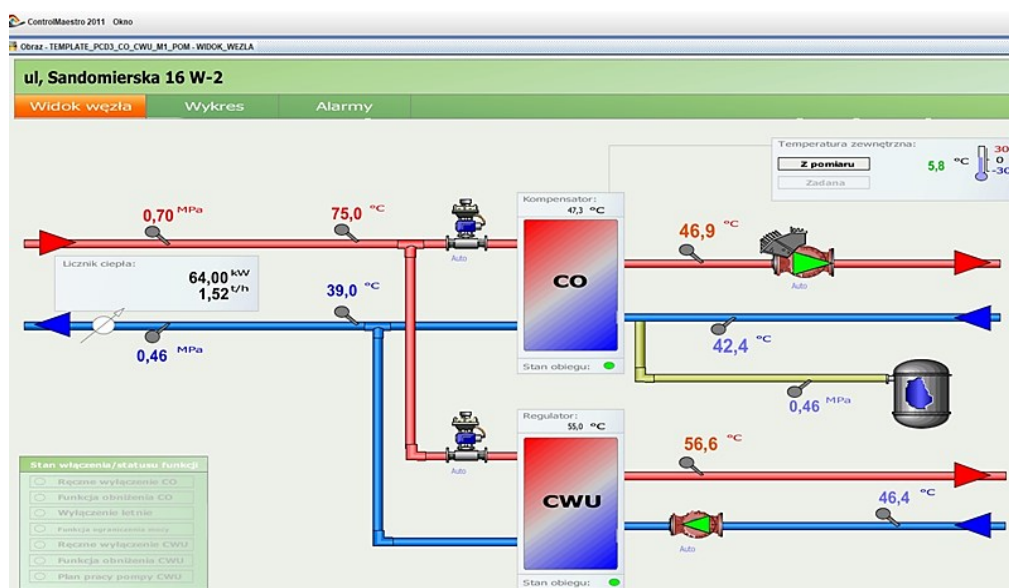 ControlMaestro 2011 Okno
Obraz - TEMPLATE_PCD3_CO_CWU_M1_POM - WIDOK_WEZLA
ul, Sandomierska 16 W-2
Widok węzła Wykres Alarmy
Temperatura zewnętrzna:
Z pomiaru 5,8 °C 30
0
-30
Zadana
0,70 MPa 75,0 °C
Kompensator:
47,3 °C
46,9 °C
Auto
Auto
Licznik ciepła:
64,00 kW
1,52 t/h
39,0 °C
CO
42,4 °C
0,46 MPa
Stan obiegu:
0,46 MPa
Regulator:
55,0 °C
56,6 °C
Auto
CWU
46,4 °C
Auto
Stan obiegu:
Stan włączenia/statusu funkcji
Ręczne wyłączenie CO
Funkcja obniżenia CO
Wyłączenie letnie
Funkcja ograniczenia mocy
Ręczne wyłączenie CWU
Funkcja obniżenia CWU
Plan pracy pompy CWU